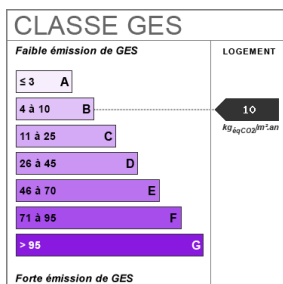 CLASSE GES
Faible émission de GES
LOGEMENT
≤ 3 A
4 à 10 B
10
kgéqCO2/m².an
11 à 25 C
26 à 45 D
46 à 70 E
71 à 95 F
> 95 G
Forte émission de GES